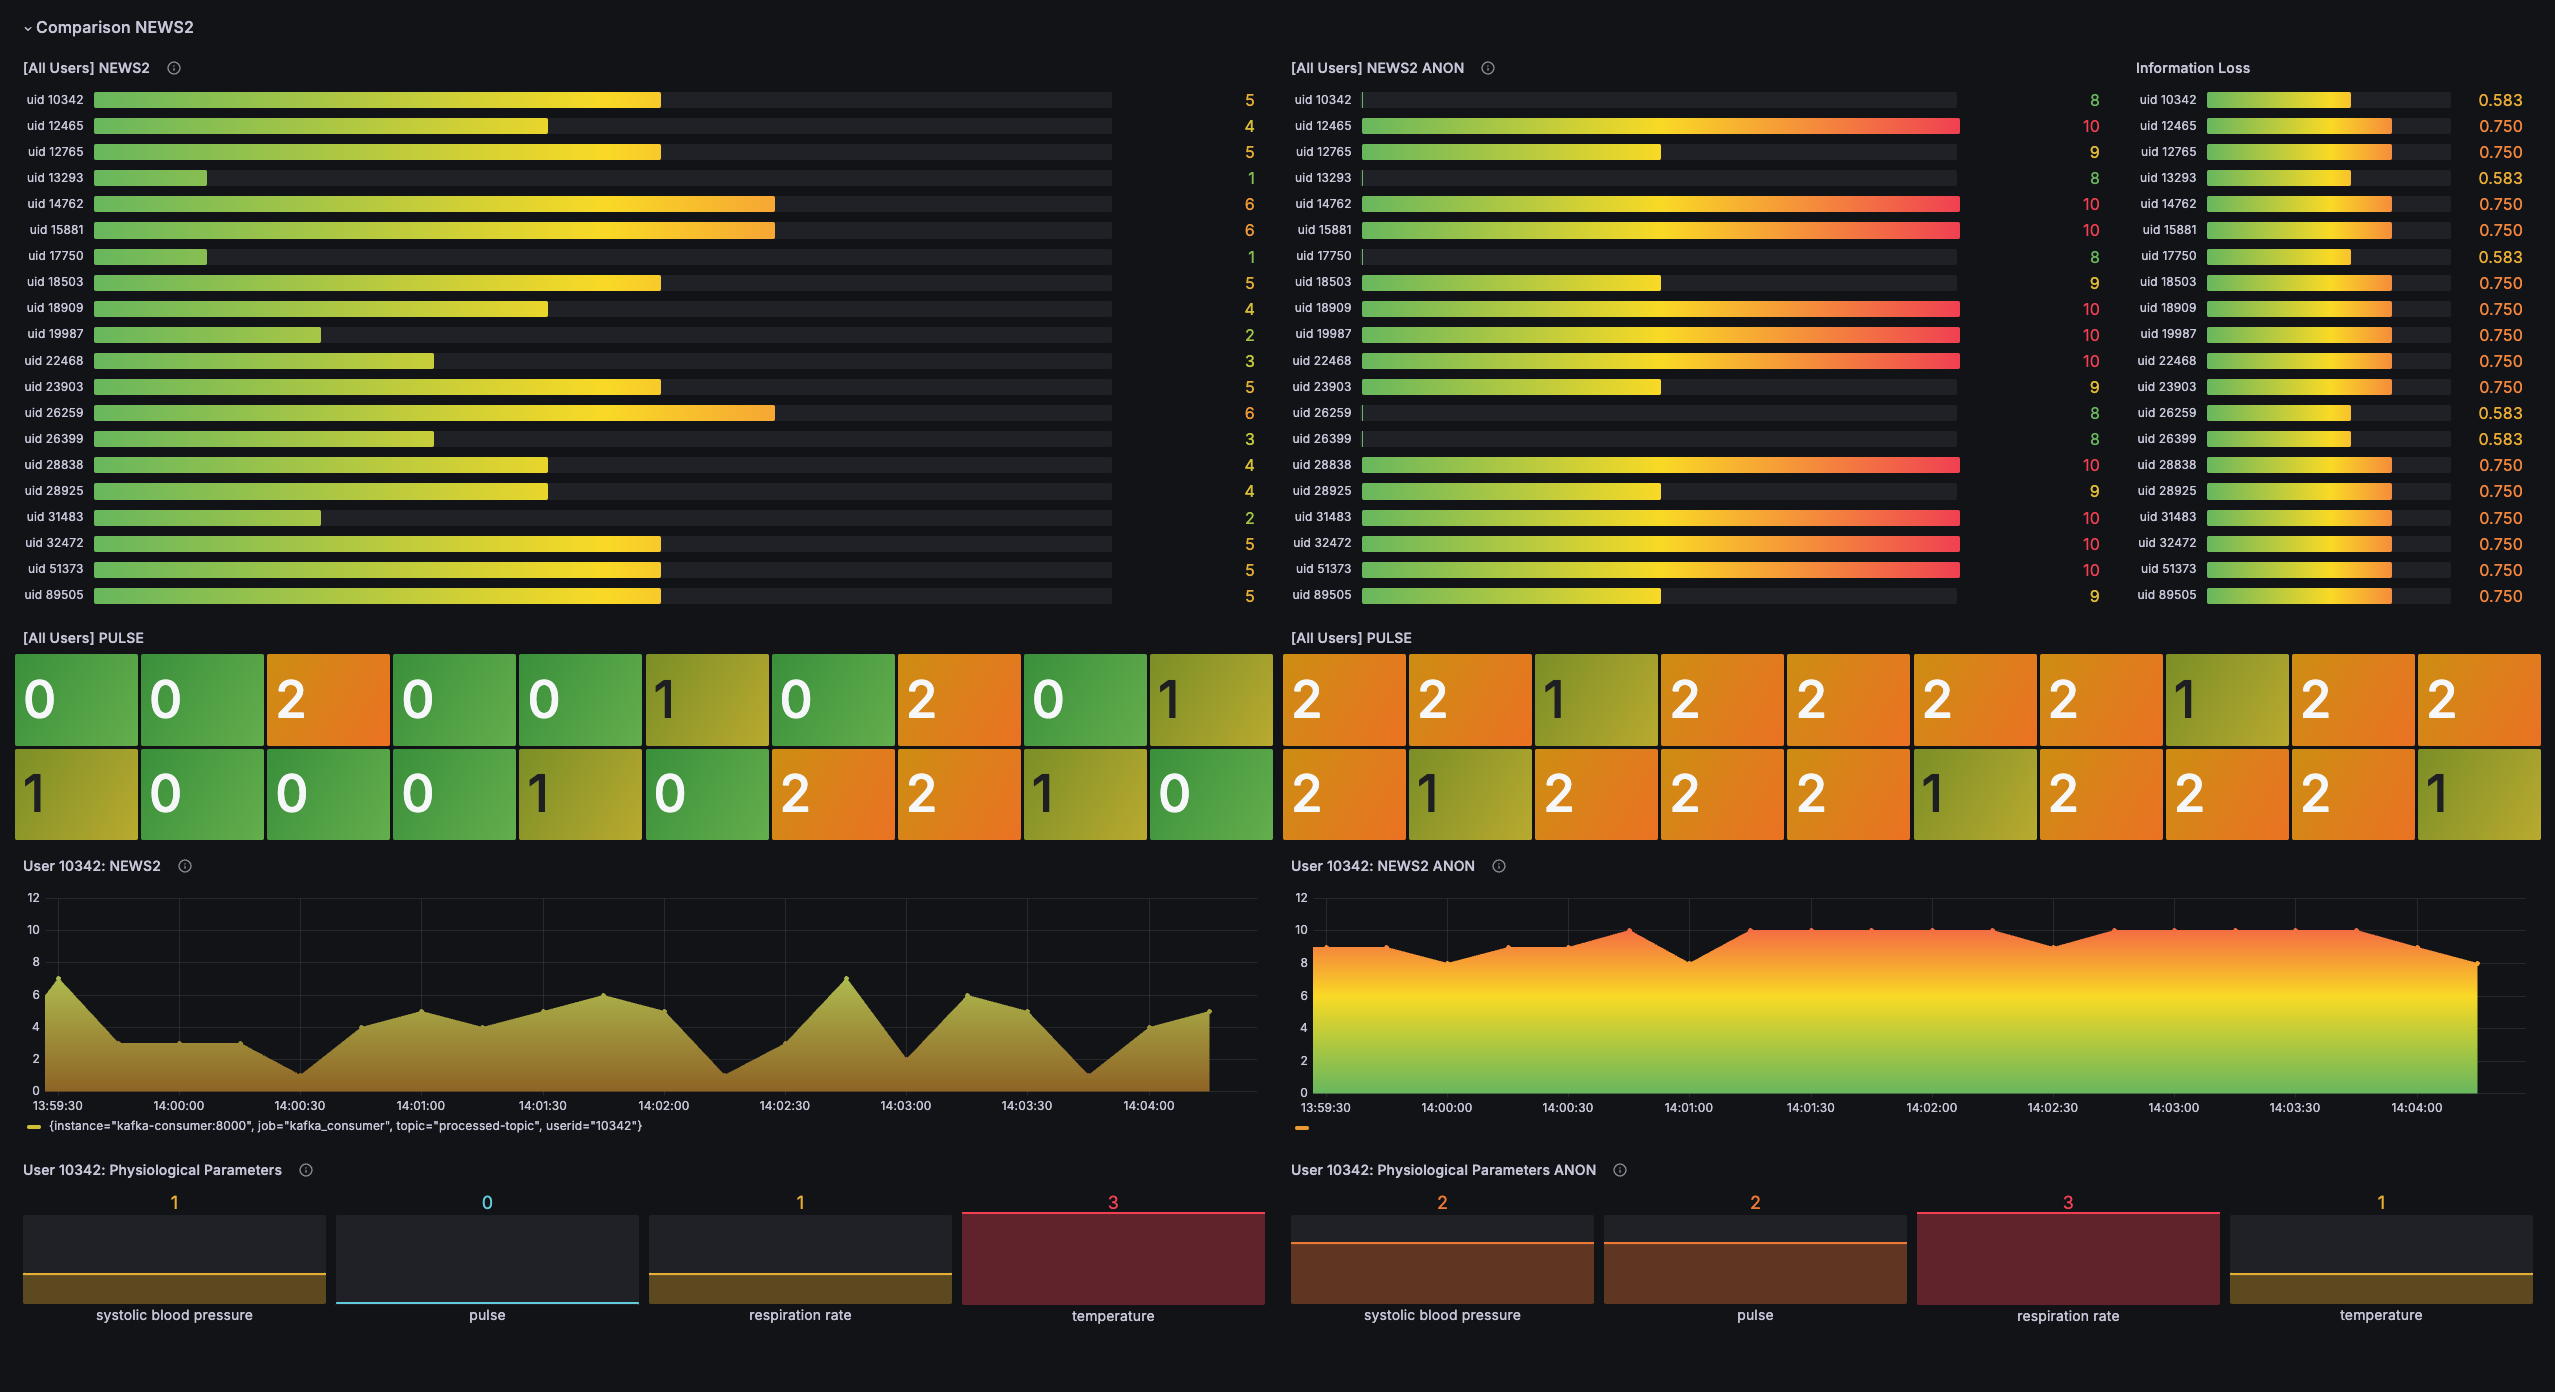 Comparison NEWS2
[All Users] NEWS2
uid 10342 5
uid 12465 4
uid 12765 5
uid 13293 1
uid 14762 6
uid 15881 6
uid 17750 1
uid 18503 5
uid 18909 4
uid 19987 2
uid 22468 3
uid 23903 5
uid 26259 6
uid 26399 3
uid 28838 4
uid 28925 4
uid 31483 2
uid 32472 5
uid 51373 5
uid 89505 5
[All Users] NEWS2 ANON
uid 10342 8
uid 12465 10
uid 12765 9
uid 13293 8
uid 14762 10
uid 15881 10
uid 17750 8
uid 18503 9
uid 18909 10
uid 19987 10
uid 22468 10
uid 23903 9
uid 26259 8
uid 26399 8
uid 28838 10
uid 28925 9
uid 31483 10
uid 32472 10
uid 51373 10
uid 89505 9
Information Loss
uid 10342 0.583
uid 12465 0.750
uid 12765 0.750
uid 13293 0.583
uid 14762 0.750
uid 15881 0.750
uid 17750 0.583
uid 18503 0.750
uid 18909 0.750
uid 19987 0.750
uid 22468 0.750
uid 23903 0.750
uid 26259 0.583
uid 26399 0.583
uid 28838 0.750
uid 28925 0.750
uid 31483 0.750
uid 32472 0.750
uid 51373 0.750
uid 89505 0.750
[All Users] PULSE
0 0 2 0 0 1 0 2 0 1
1 0 0 0 1 0 2 2 1 0
[All Users] PULSE
2 2 1 2 2 2 2 1 2 2
2 1 2 2 2 1 2 2 2 1
User 10342: NEWS2
12
10
8
6
4
2
0
13:59:30 14:00:00 14:00:30 14:01:00 14:01:30 14:02:00 14:02:30 14:03:00 14:03:30 14:04:00
{instance="kafka-consumer:8000", job="kafka_consumer", topic="processed-topic", userid="10342"}
User 10342: NEWS2 ANON
12
10
8
6
4
2
0
13:59:30 14:00:00 14:00:30 14:01:00 14:01:30 14:02:00 14:02:30 14:03:00 14:03:30 14:04:00
User 10342: Physiological Parameters
1 0 1 3
systolic blood pressure pulse respiration rate temperature
User 10342: Physiological Parameters ANON
2 2 3 1
systolic blood pressure pulse respiration rate temperature